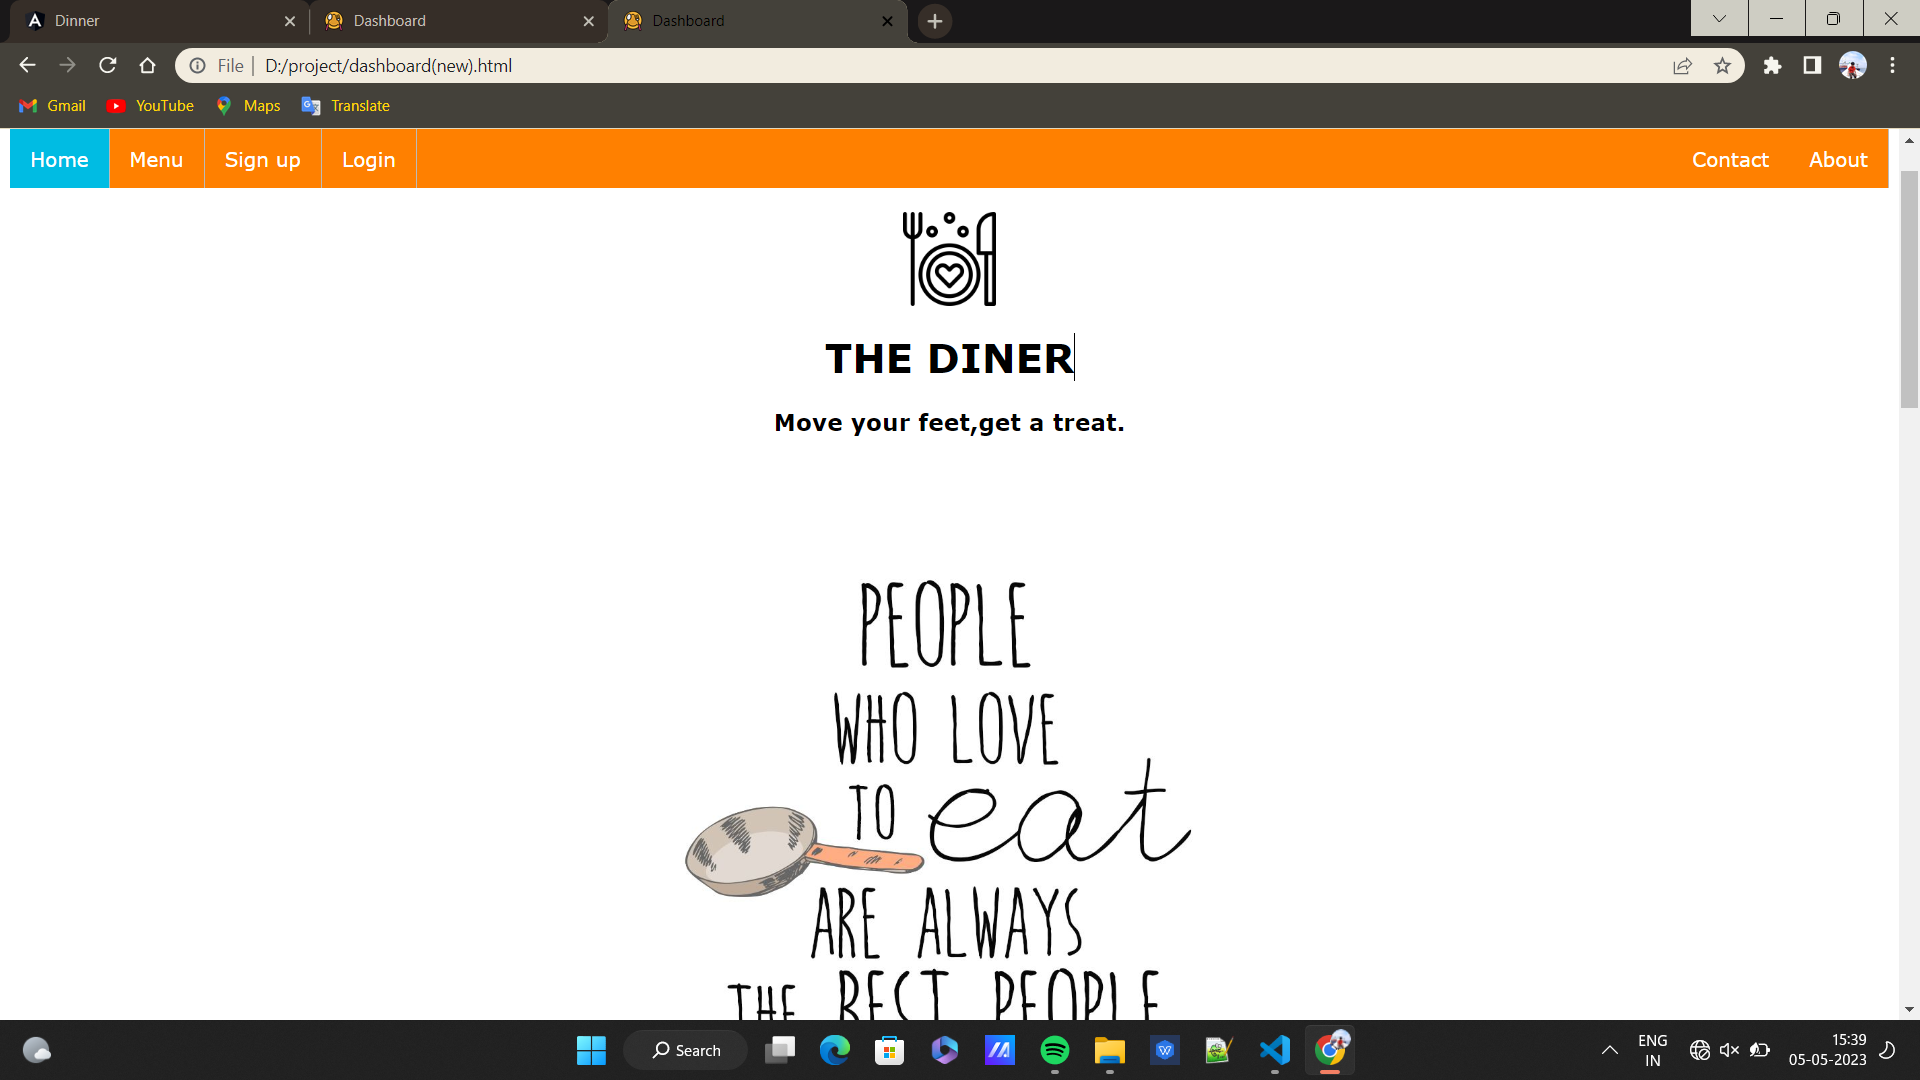 Dinner
Dashboard
Dashboard
File D:/project/dashboard(new).html
Gmail YouTube Maps Translate
Home Menu Sign up Login Contact About
THE DINER
Move your feet,get a treat.
PEOPLE
WHO LOVE
TO eat
ARE ALWAYS
THE BEST PEOPLE
Search
ENG
IN
15:39
05-05-2023